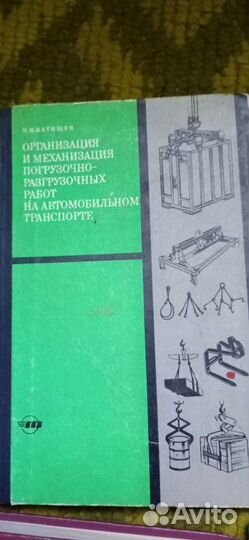 И.И.БАТИЩЕВ
ОРГАНИЗАЦИЯ
И МЕХАНИЗАЦИЯ
ПОГРУЗОЧНО-
РАЗГРУЗОЧНЫХ
РАБОТ
НА АВТОМОБИЛЬНОМ
ТРАНСПОРТЕ
Avito